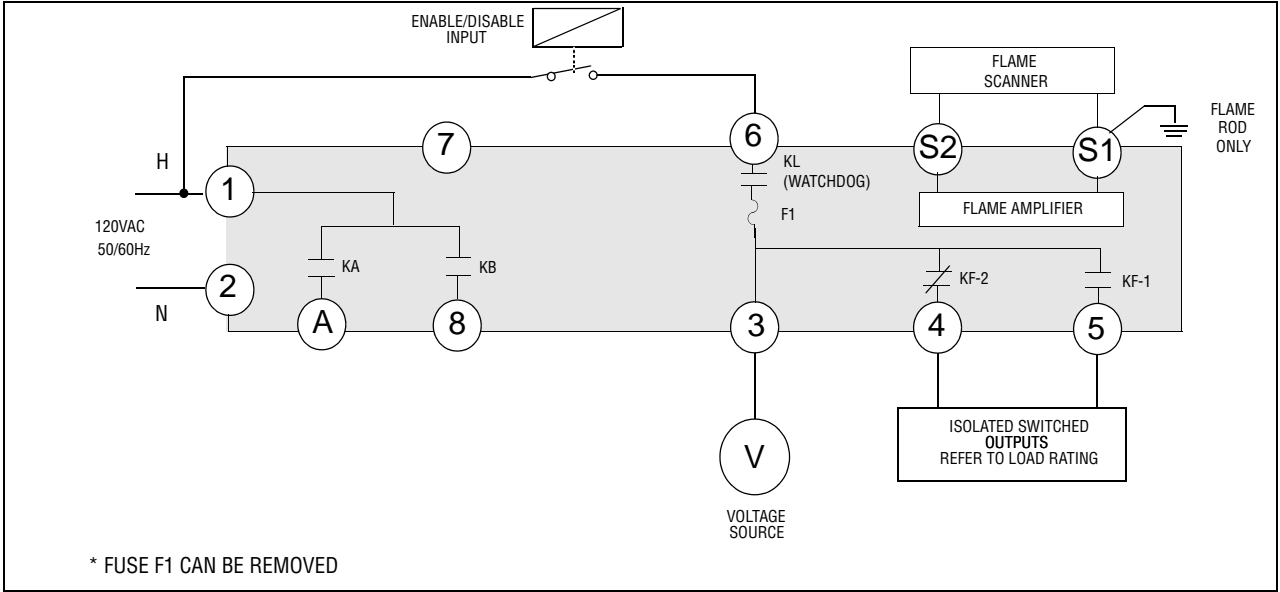 ENABLE/DISABLE
INPUT
FLAME
SCANNER
FLAME
ROD
ONLY
H
7
6
S2
S1
KL
(WATCHDOG)
1
120VAC
50/60Hz
F1
FLAME AMPLIFIER
KA
KB
KF-2
KF-1
2
N
A
8
3
4
5
V
ISOLATED SWITCHED
OUTPUTS
REFER TO LOAD RATING
VOLTAGE
SOURCE
* FUSE F1 CAN BE REMOVED